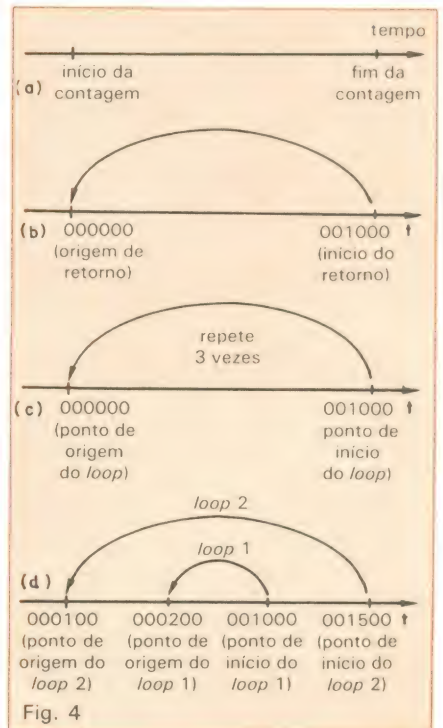 tempo
início da fim da
(a) contagem contagem
(b) 000000 001000 t
(origem de (início do
retorno) retorno)
repete
3 vezes
(c) 000000 001000 t
(ponto de ponto de
origem início
do loop) do loop)
loop 2
loop 1
(d)
000100 000200 001000 001500 t
(ponto de (ponto de (ponto de (ponto de
origem do origem do início do início do
loop 2) loop 1) loop 1) loop 2)
Fig. 4